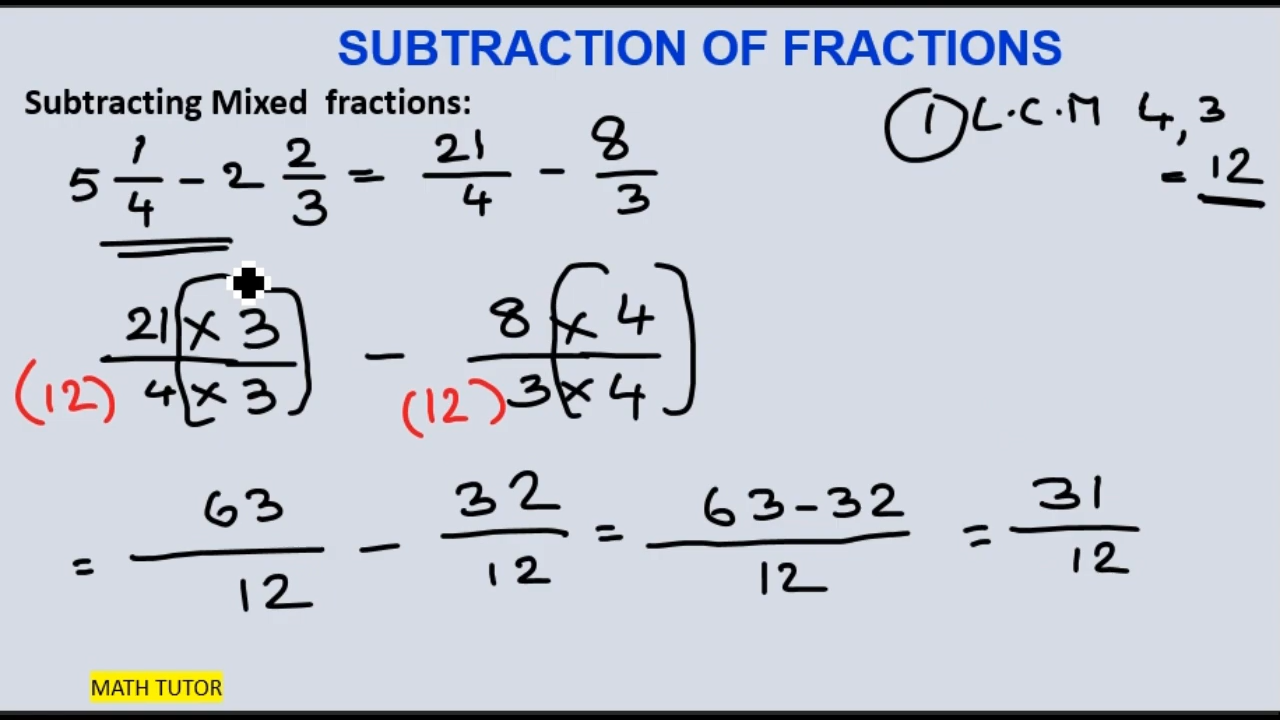 SUBTRACTION OF FRACTIONS
Subtracting Mixed fractions:
① L.C.M 4, 3
= 12
5 1/4 - 2 2/3 = 21/4 - 8/3
(12) 21 × 3 / 4 × 3 - (12) 8 × 4 / 3 × 4
= 63/12 - 32/12 = 63-32/12 = 31/12
MATH TUTOR